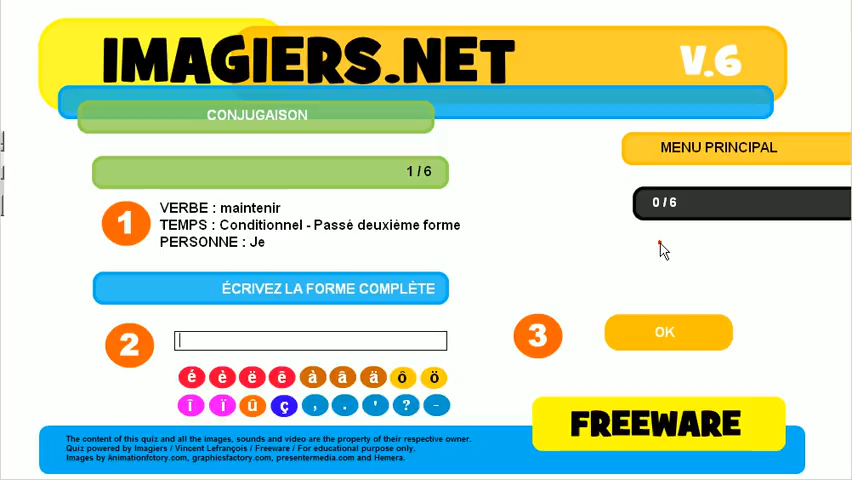 IMAGIERS.NET
V.6
CONJUGAISON
MENU PRINCIPAL
1 / 6
0 / 6
1
VERBE : maintenir
TEMPS : Conditionnel - Passé deuxième forme
PERSONNE : Je
ÉCRIVEZ LA FORME COMPLÈTE
2
3
OK
é è ë ê à â ä ô ö
î ï û ç , . ' ? -
FREEWARE
The content of this quiz and all the images, sounds and video are the property of their respective owner.
Quiz powered by Imagiers / Vincent Lefrançois / Freeware / For educational purpose only.
Images by Animationfctory.com, graphicsfactory.com, presentermedia.com and Hemera.